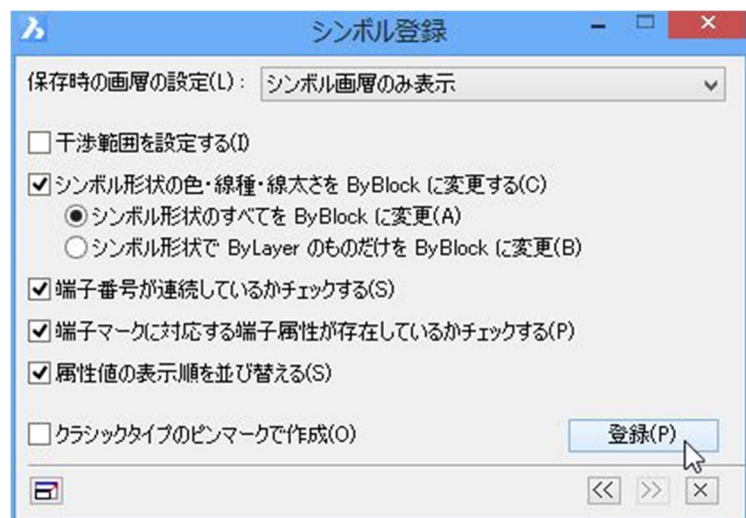 シンボル登録
保存時の画層の設定(L): シンボル画層のみ表示
干渉範囲を設定する(I)
シンボル形状の色・線種・線太さを ByBlock に変更する(C)
シンボル形状のすべてを ByBlock に変更(A)
シンボル形状で ByLayer のものだけを ByBlock に変更(B)
端子番号が連続しているかチェックする(S)
端子マークに対応する端子属性が存在しているかチェックする(P)
属性値の表示順を並び替える(S)
クラシックタイプのピンマークで作成(O) 登録(P)